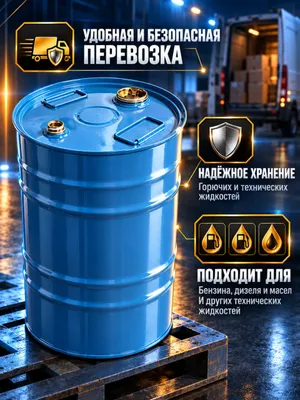 УДОБНАЯ И БЕЗОПАСНАЯ
ПЕРЕВОЗКА
НАДЁЖНОЕ ХРАНЕНИЕ
Горючих и технических
жидкостей
ПОДХОДИТ ДЛЯ
Бензина, дизеля и масел
И других технических
жидкостей